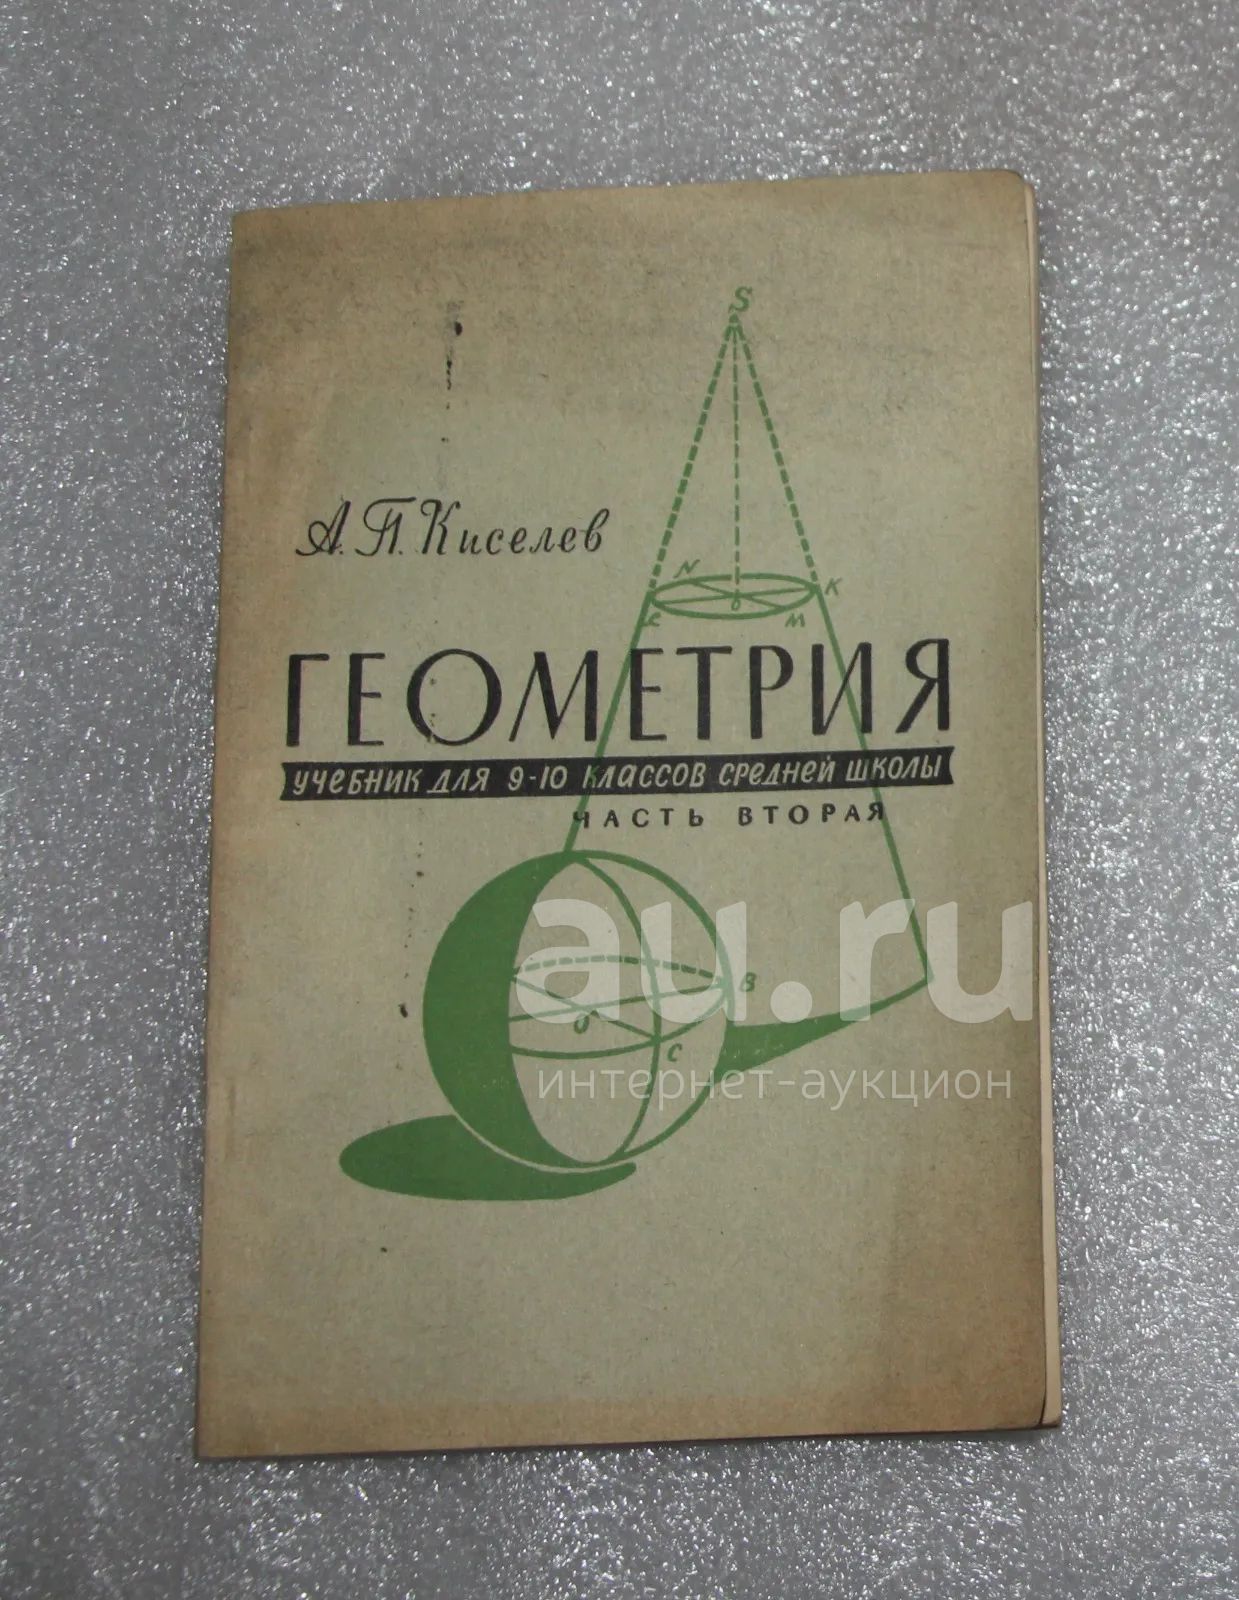 S
А. П. Киселев
N
K
O
C
M
ГЕОМЕТРИЯ
УЧЕБНИК ДЛЯ 9-10 КЛАССОВ СРЕДНЕЙ ШКОЛЫ
ЧАСТЬ ВТОРАЯ
au.ru
B
O
C
интернет-аукцион